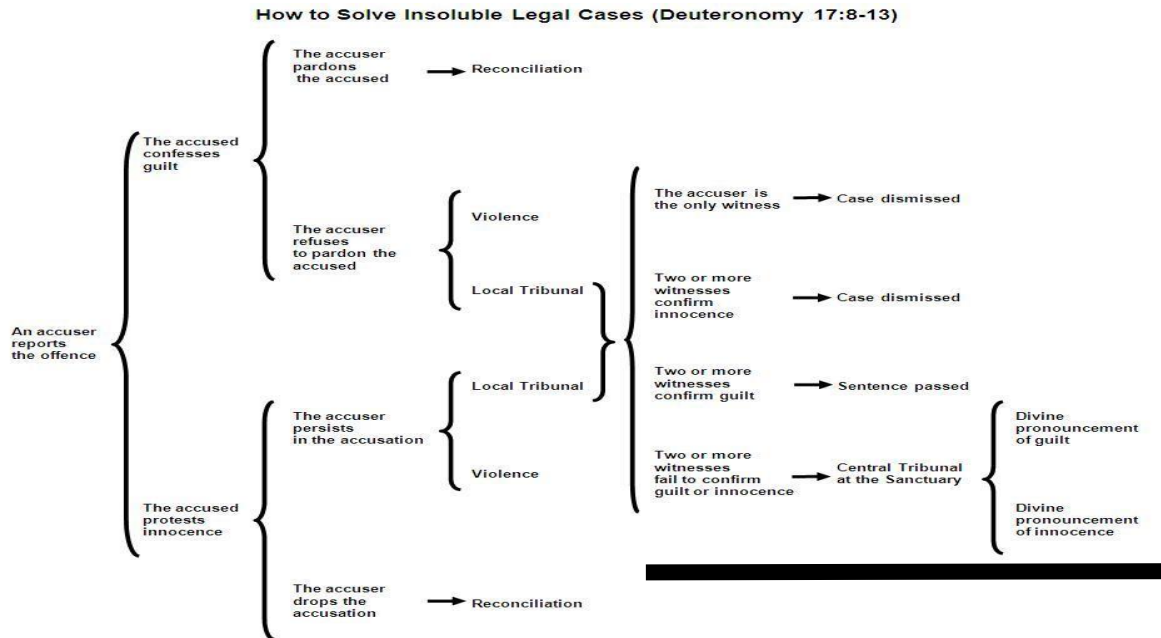 How to Solve Insoluble Legal Cases (Deuteronomy 17:8-13)
An accuser
reports
the offence
The accused
confesses
guilt
The accuser
pardons
the accused
Reconciliation
The accuser
refuses
to pardon the
accused
Violence
Local Tribunal
The accused
protests
innocence
The accuser
persists
in the accusation
Local Tribunal
Violence
The accuser
drops the
accusation
Reconciliation
The accuser is
the only witness
Case dismissed
Two or more
witnesses
confirm
innocence
Case dismissed
Two or more
witnesses
confirm guilt
Sentence passed
Two or more
witnesses
fail to confirm
guilt or innocence
Central Tribunal
at the Sanctuary
Divine
pronouncement
of guilt
Divine
pronouncement
of innocence